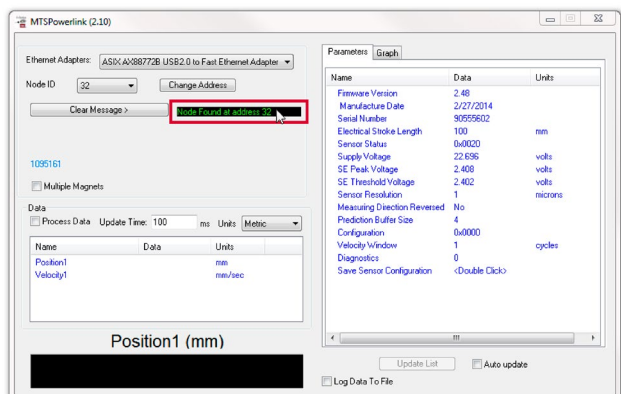 MTSPowerlink (2.10)
Ethernet Adapters: ASIX AX88772B USB2.0 to Fast Ethernet Adapter
Node ID 32 Change Address
Clear Message > Node Found at address 32
1095161
Multiple Magnets
Data
Process Data Update Time: 100 ms Units Metric
Name Data Units
Position1 mm
Velocity1 mm/sec
Position1 (mm)
Parameters Graph
Name Data Units
Firmware Version 2.48
Manufacture Date 2/27/2014
Serial Number 90555602
Electrical Stroke Length 100 mm
Sensor Status 0x0020
Supply Voltage 22.696 volts
SE Peak Voltage 2.408 volts
SE Threshold Voltage 2.402 volts
Sensor Resolution 1 microns
Measuring Direction Reversed No
Prediction Buffer Size 4
Configuration 0x0000
Velocity Window 1 cycles
Diagnostics 0
Save Sensor Configuration <Double Click>
Update List Auto update
Log Data To File